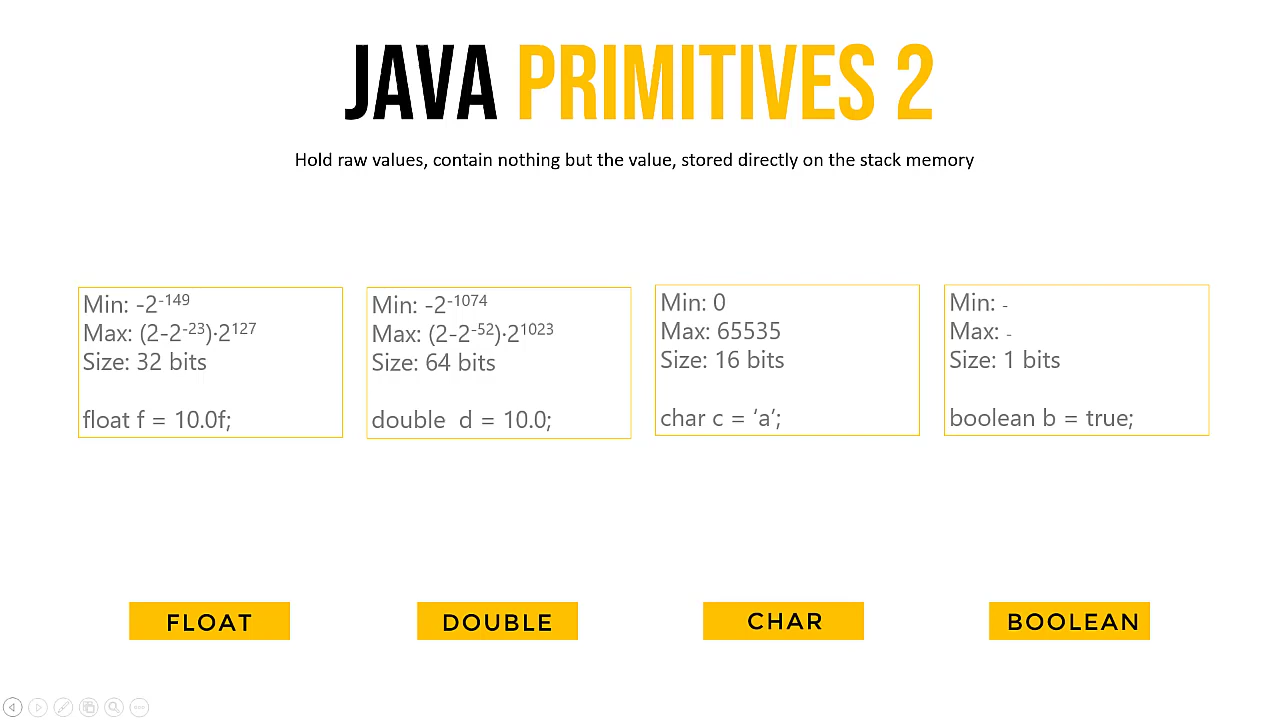 JAVA PRIMITIVES 2
Hold raw values, contain nothing but the value, stored directly on the stack memory
Min: -2⁻¹⁴⁹
Max: (2-2⁻²³)·2¹²⁷
Size: 32 bits
float f = 10.0f;
Min: -2⁻¹⁰⁷⁴
Max: (2-2⁻⁵²)·2¹⁰²³
Size: 64 bits
double  d = 10.0;
Min: 0
Max: 65535
Size: 16 bits
char c = ‘a’;
Min: -
Max: -
Size: 1 bits
boolean b = true;
FLOAT
DOUBLE
CHAR
BOOLEAN